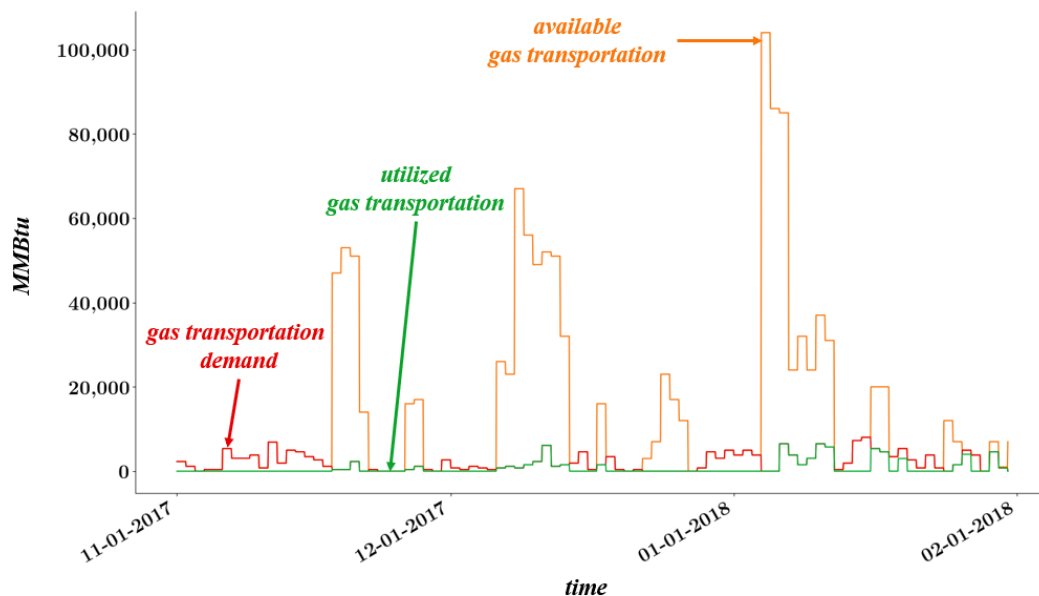 available
gas transportation
100,000
80,000
utilized
gas transportation
60,000
MMBtu
40,000
gas transportation
demand
20,000
0
11-01-2017
12-01-2017
01-01-2018
02-01-2018
time